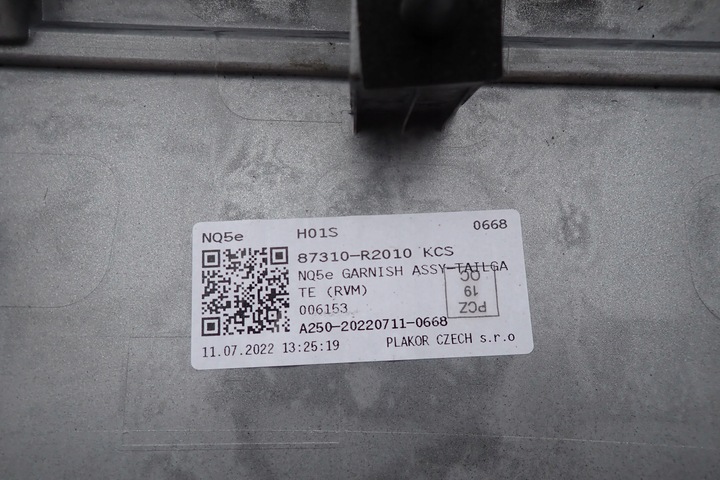 NQ5e H01S 0668
87310-R2010 KCS
NQ5e GARNISH ASSY-TAILGA
TE (RVM)
006153
A250-20220711-0668
11.07.2022 13:25:19 PLAKOR CZECH s.r.o
PCZ
19
QC